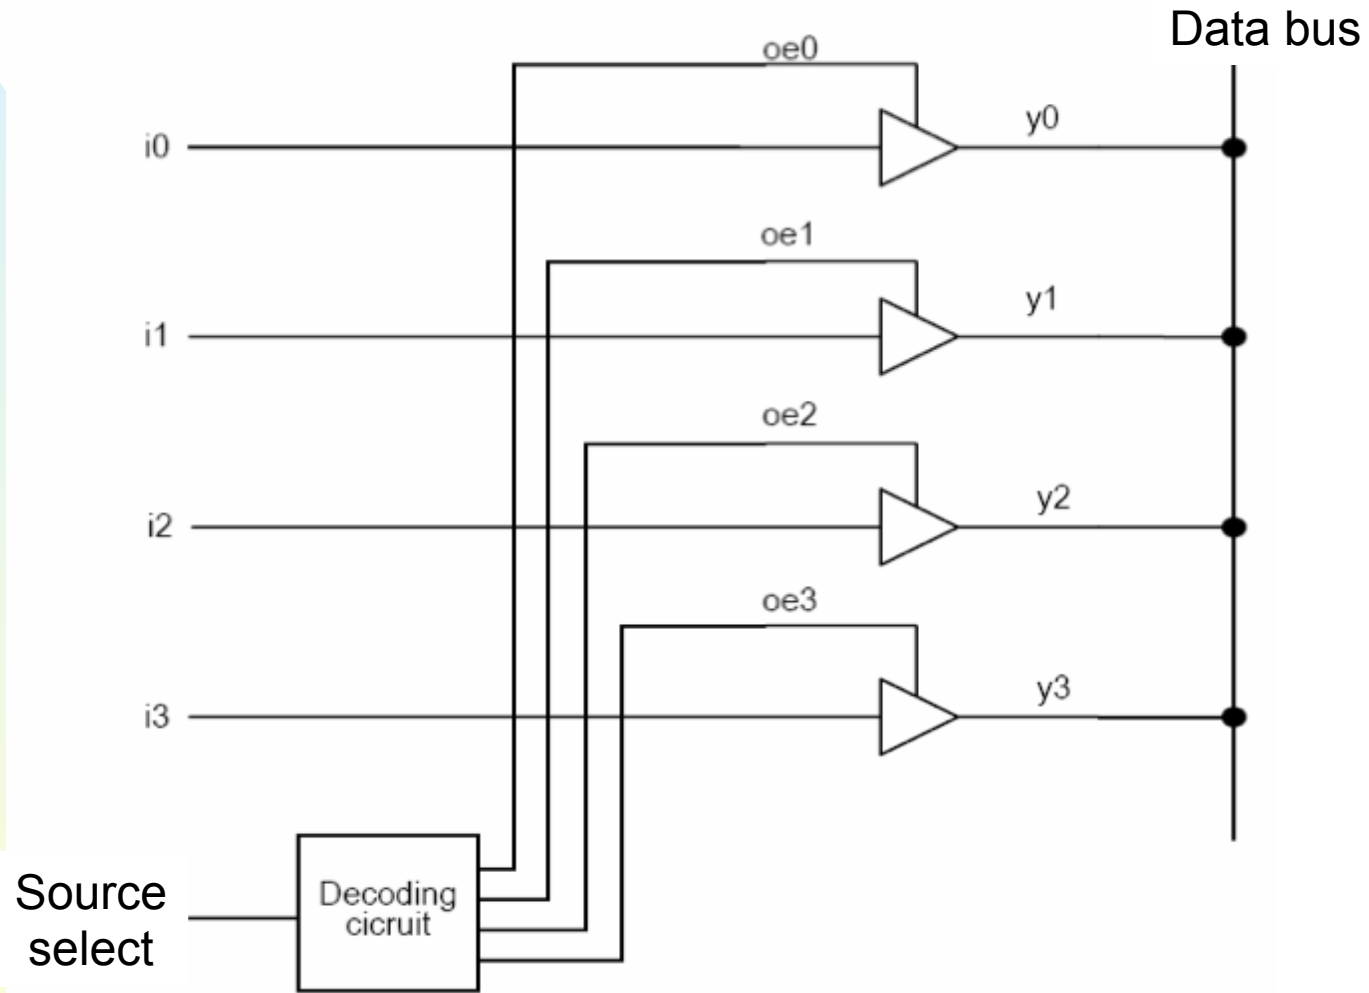 Data bus
oe0
i0
y0
oe1
i1
y1
oe2
i2
y2
oe3
i3
y3
Source
select
Decoding
cicruit